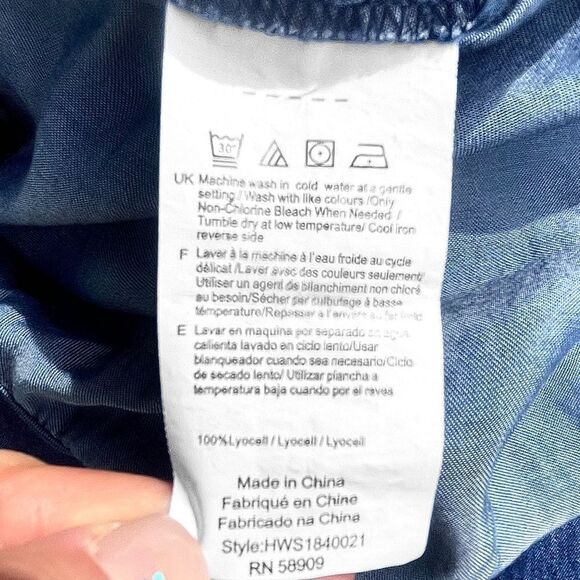 30°
UK Machine wash in cold water at a gentle
setting / Wash with like colours /Only
Non-Chlorine Bleach When Needed /
Tumble dry at low temperature/ Cool iron
reverse side
F Laver à la machine à l'eau froide au cycle
délicat /Laver avec des couleurs seulement/
Utiliser un agent de blanchiment non chloré
au besoin/Sécher par culbutage à basse
température/Repasser à l'envers au fer froid
E Lavar en maquina por separado en agua
calienta lavado en ciclo lento/Usar
blanqueador cuando sea necesario/Ciclo
de secado lento/ Utilizar plancha a
temperatura baja cuando por el reves
100%Lyocell / Lyocell / Lyocell
Made in China
Fabriqué en Chine
Fabricado na China
Style:HWS1840021
RN 58909